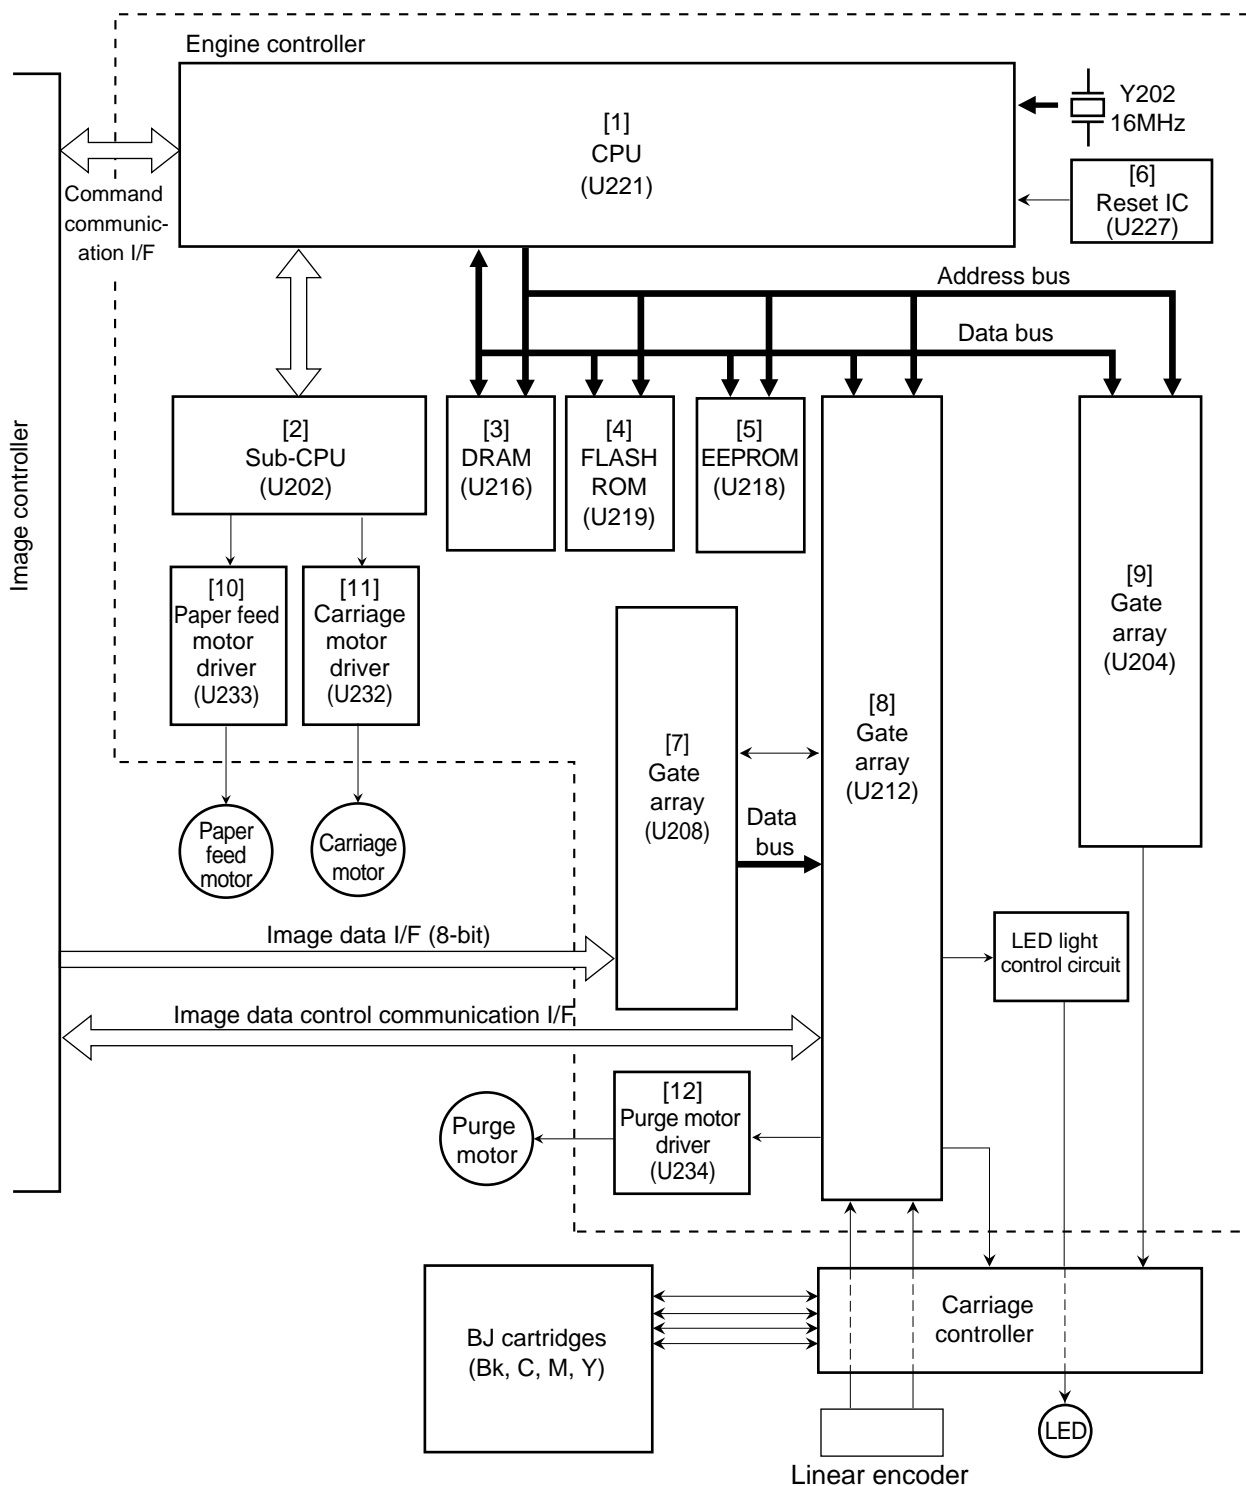 Engine controller
[1]
CPU
(U221)
Y202
16MHz
[6]
Reset IC
(U227)
Command
communic-
ation I/F
Address bus
Data bus
Image controller
[2]
Sub-CPU
(U202)
[3]
DRAM
(U216)
[4]
FLASH
ROM
(U219)
[5]
EEPROM
(U218)
[10]
Paper feed
motor
driver
(U233)
[11]
Carriage
motor
driver
(U232)
[9]
Gate
array
(U204)
[8]
Gate
array
(U212)
[7]
Gate
array
(U208)
Data
bus
Paper
feed
motor
Carriage
motor
Image data I/F (8-bit)
LED light
control circuit
Image data control communication I/F
[12]
Purge motor
driver
(U234)
Purge
motor
BJ cartridges
(Bk, C, M, Y)
Carriage
controller
LED
Linear encoder